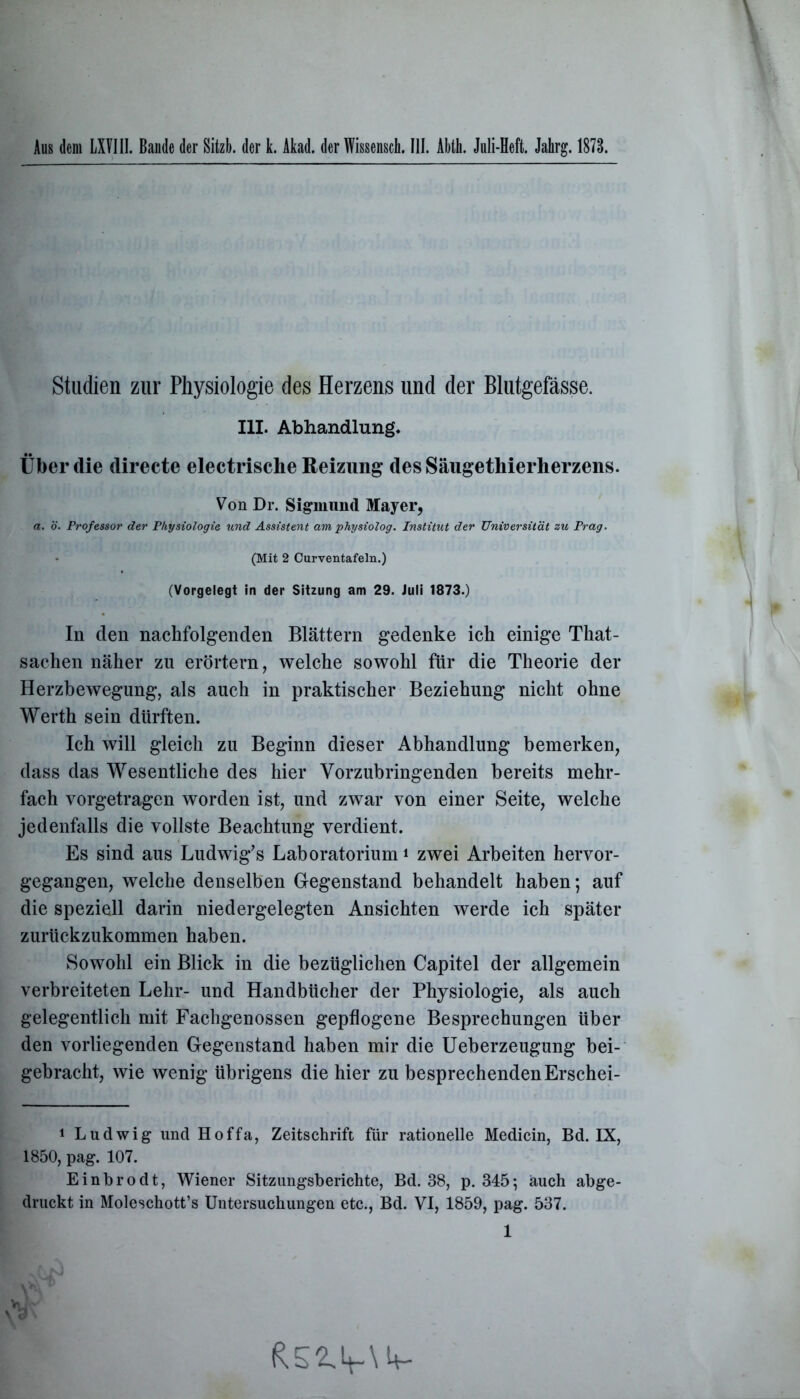 Aus dem LXVIII. Bande der Sitzb. der k. Akad. der Wissensch. III. Abth. Juli-Heft. Jahrg. 1873.
Studien zur Physiologie des Herzens und der Blutgefässe.
III. Abhandlung.
Über die directe electrische Reizung des Säugethierherzens.
Von Dr. Sigmund Mayer,
a. ö. Professor der Physiologie und Assistent am physiolog. Institut der Universität zu Prag.
(Mit 2 Curventafeln.)
(Vorgelegt in der Sitzung am 29. Juli 1873.)
In den nachfolgenden Blättern gedenke ich einige That-
sachen näher zu erörtern, welche sowohl für die Theorie der
Herzbewegung, als auch in praktischer Beziehung nicht ohne
Werth sein dürften.
Ich will gleich zu Beginn dieser Abhandlung bemerken,
dass das Wesentliche des hier Vorzubringenden bereits mehr-
fach vorgetragen worden ist, und zwar von einer Seite, welche
jedenfalls die vollste Beachtung verdient.
Es sind aus Ludwig's Laboratorium 1 zwei Arbeiten hervor-
gegangen, welche denselben Gegenstand behandelt haben; auf
die speziell darin niedergelegten Ansichten werde ich später
zurückzukommen haben.
Sowohl ein Blick in die bezüglichen Capitel der allgemein
verbreiteten Lehr- und Handbücher der Physiologie, als auch
gelegentlich mit Fachgenossen gepflogene Besprechungen über
den vorliegenden Gegenstand haben mir die Ueberzeugung bei-
gebracht, wie wenig übrigens die hier zu besprechenden Erschei-
1 Ludwig und Hoffa, Zeitschrift für rationelle Medicin, Bd. IX,
1850, pag. 107.
Einbrodt, Wiener Sitzungsberichte, Bd. 38, p. 345; auch abge-
druckt in Moleschott's Untersuchungen etc., Bd. VI, 1859, pag. 537.
1